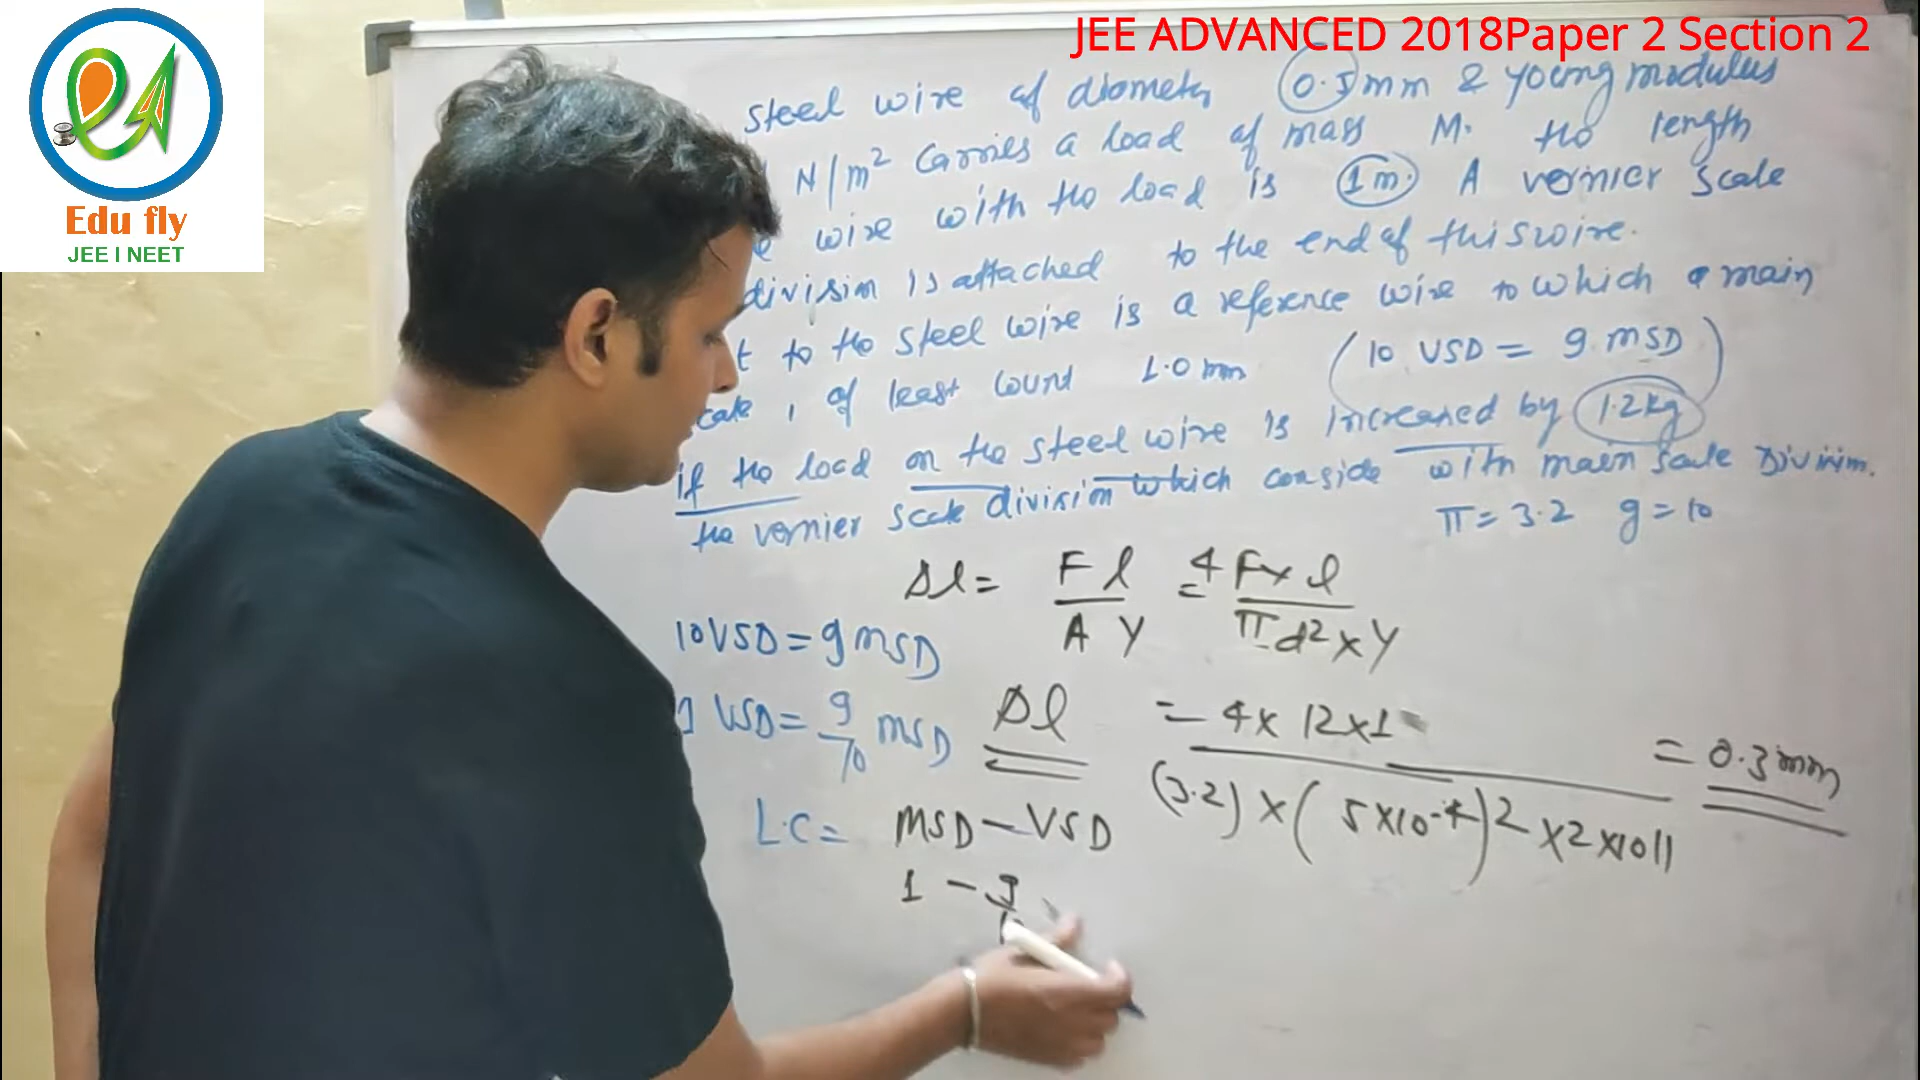 JEE ADVANCED 2018Paper 2 Section 2
Edu fly
JEE I NEET
steel wire of diameter 0.5mm & young modulus
N/m² carries a load of mass M. the length
e wire with the load is 1m. A vernier scale
division is attached to the end of this wire.
t to the steel wire is a reference wire to which a main
cale, of least count 1.0 mm (10 VSD = 9 MSD)
if the load on the steel wire is increased by 1.2kg
the vernier scale division which conside with main scale Division.
π = 3.2 g = 10
Δl = Fl / AY = 4F×l / πd²×Y
10VSD = 9MSD
1 VSD = 9/10 MSD
Δl = 4×12×1 / (3.2)×(5×10-4)²×2×1011 = 0.3mm
L.C = MSD - VSD
1 - 9